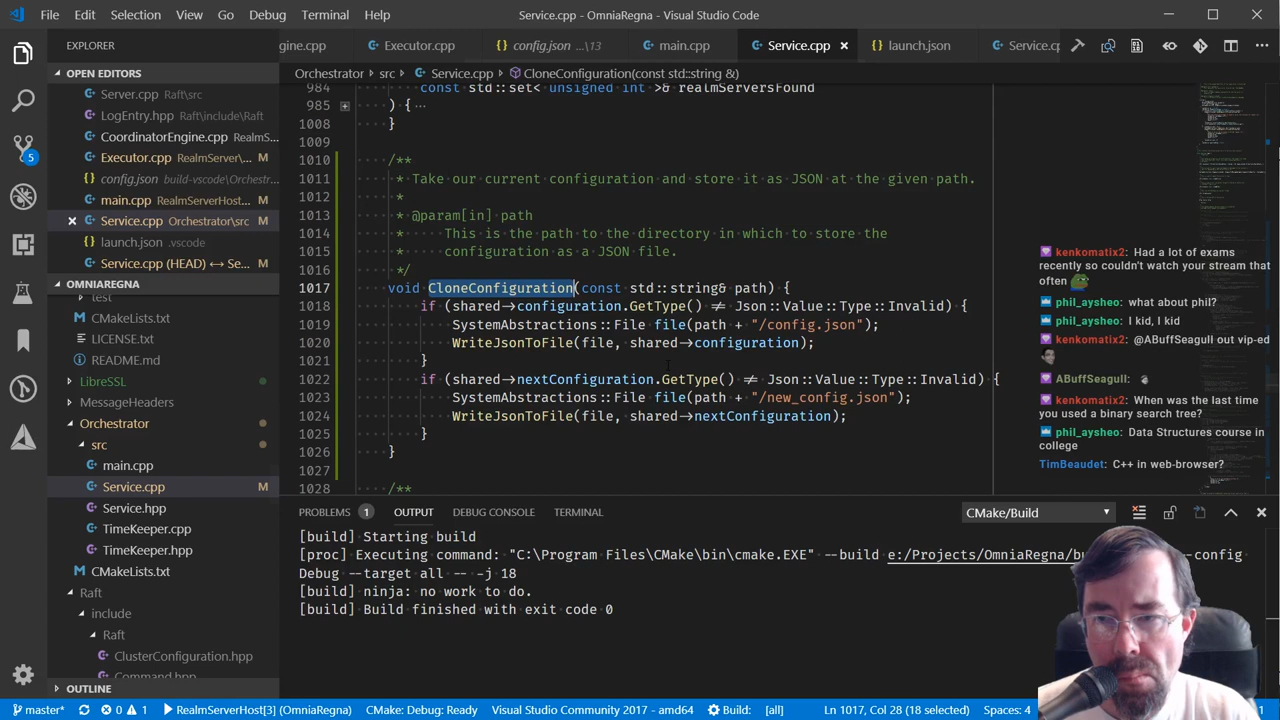 File Edit Selection View Go Debug Terminal Help Service.cpp - OmniaRegna - Visual Studio Code
EXPLORER
gine.cpp Executor.cpp config.json ...\13 main.cpp Service.cpp launch.json Service.cp
Orchestrator > src > Service.cpp > CloneConfiguration(const std::string &)
OPEN EDITORS
Server.cpp Raft\src
LogEntry.hpp Raft\include\Raft
CoordinatorEngine.cpp RealmS...
Executor.cpp RealmServer\... M
config.json build-vscode\Orchestr...
main.cpp RealmServerHost... M
Service.cpp Orchestrator\src M
launch.json .vscode
Service.cpp (HEAD) ↔ Se... M
OMNIAREGNA
test
CMakeLists.txt
LICENSE.txt
README.md
LibreSSL
MessageHeaders
Orchestrator
src
main.cpp
Service.cpp M
Service.hpp
TimeKeeper.cpp
TimeKeeper.hpp
CMakeLists.txt
Raft
include
Raft
ClusterConfiguration.hpp
Command.hpp
OUTLINE
984 const std::set< unsigned int >& realmServersFound
985 ) { ...
1008 }
1009
1010 /**
1011 * Take our current configuration and store it as JSON at the given path.
1012 *
1013 * @param[in] path
1014 * This is the path to the directory in which to store the
1015 * configuration as a JSON file.
1016 */
1017 void CloneConfiguration(const std::string& path) {
1018 if (shared->configuration.GetType() != Json::Value::Type::Invalid) {
1019 SystemAbstractions::File file(path + "/config.json");
1020 WriteJsonToFile(file, shared->configuration);
1021 }
1022 if (shared->nextConfiguration.GetType() != Json::Value::Type::Invalid) {
1023 SystemAbstractions::File file(path + "/new_config.json");
1024 WriteJsonToFile(file, shared->nextConfiguration);
1025 }
1026 }
1027
1028 /**
kenkomatix2: Had a lot of exams
recently so couldn't watch your stream
that often
phil_aysheo: what about phil?
phil_aysheo: I kid, I kid
kenkomatix2: @ABuffSeagull out vip-ed
ABuffSeagull:
kenkomatix2: When was the last time
you used a binary search tree?
phil_aysheo: Data Structures course in
college
TimBeaudet: C++ in web-browser?
PROBLEMS 1 OUTPUT DEBUG CONSOLE TERMINAL CMake/Build
[build] Starting build
[proc] Executing command: "C:\Program Files\CMake\bin\cmake.EXE" --build e:/Projects/OmniaRegna/bu -config
Debug --target all -- -j 18
[build] ninja: no work to do.
[build] Build finished with exit code 0
5
master* 0 1 RealmServerHost[3] (OmniaRegna) CMake: Debug: Ready Visual Studio Community 2017 - amd64 Build: [all] Ln 1017, Col 28 (18 selected) Spaces: 4